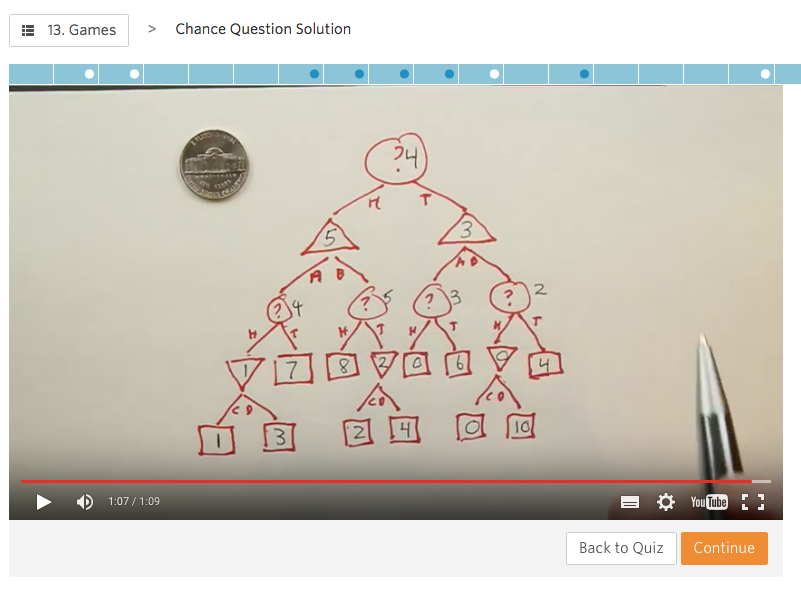 13. Games > Chance Question Solution
? 4
H T
5 3
A B A B
? 4 ? 5 ? 3 ? 2
H T H T H T H T
1 7 8 2 0 6 0 4
C D C D C D
1 3 2 4 0 10
1:07 / 1:09 YouTube
Back to Quiz Continue